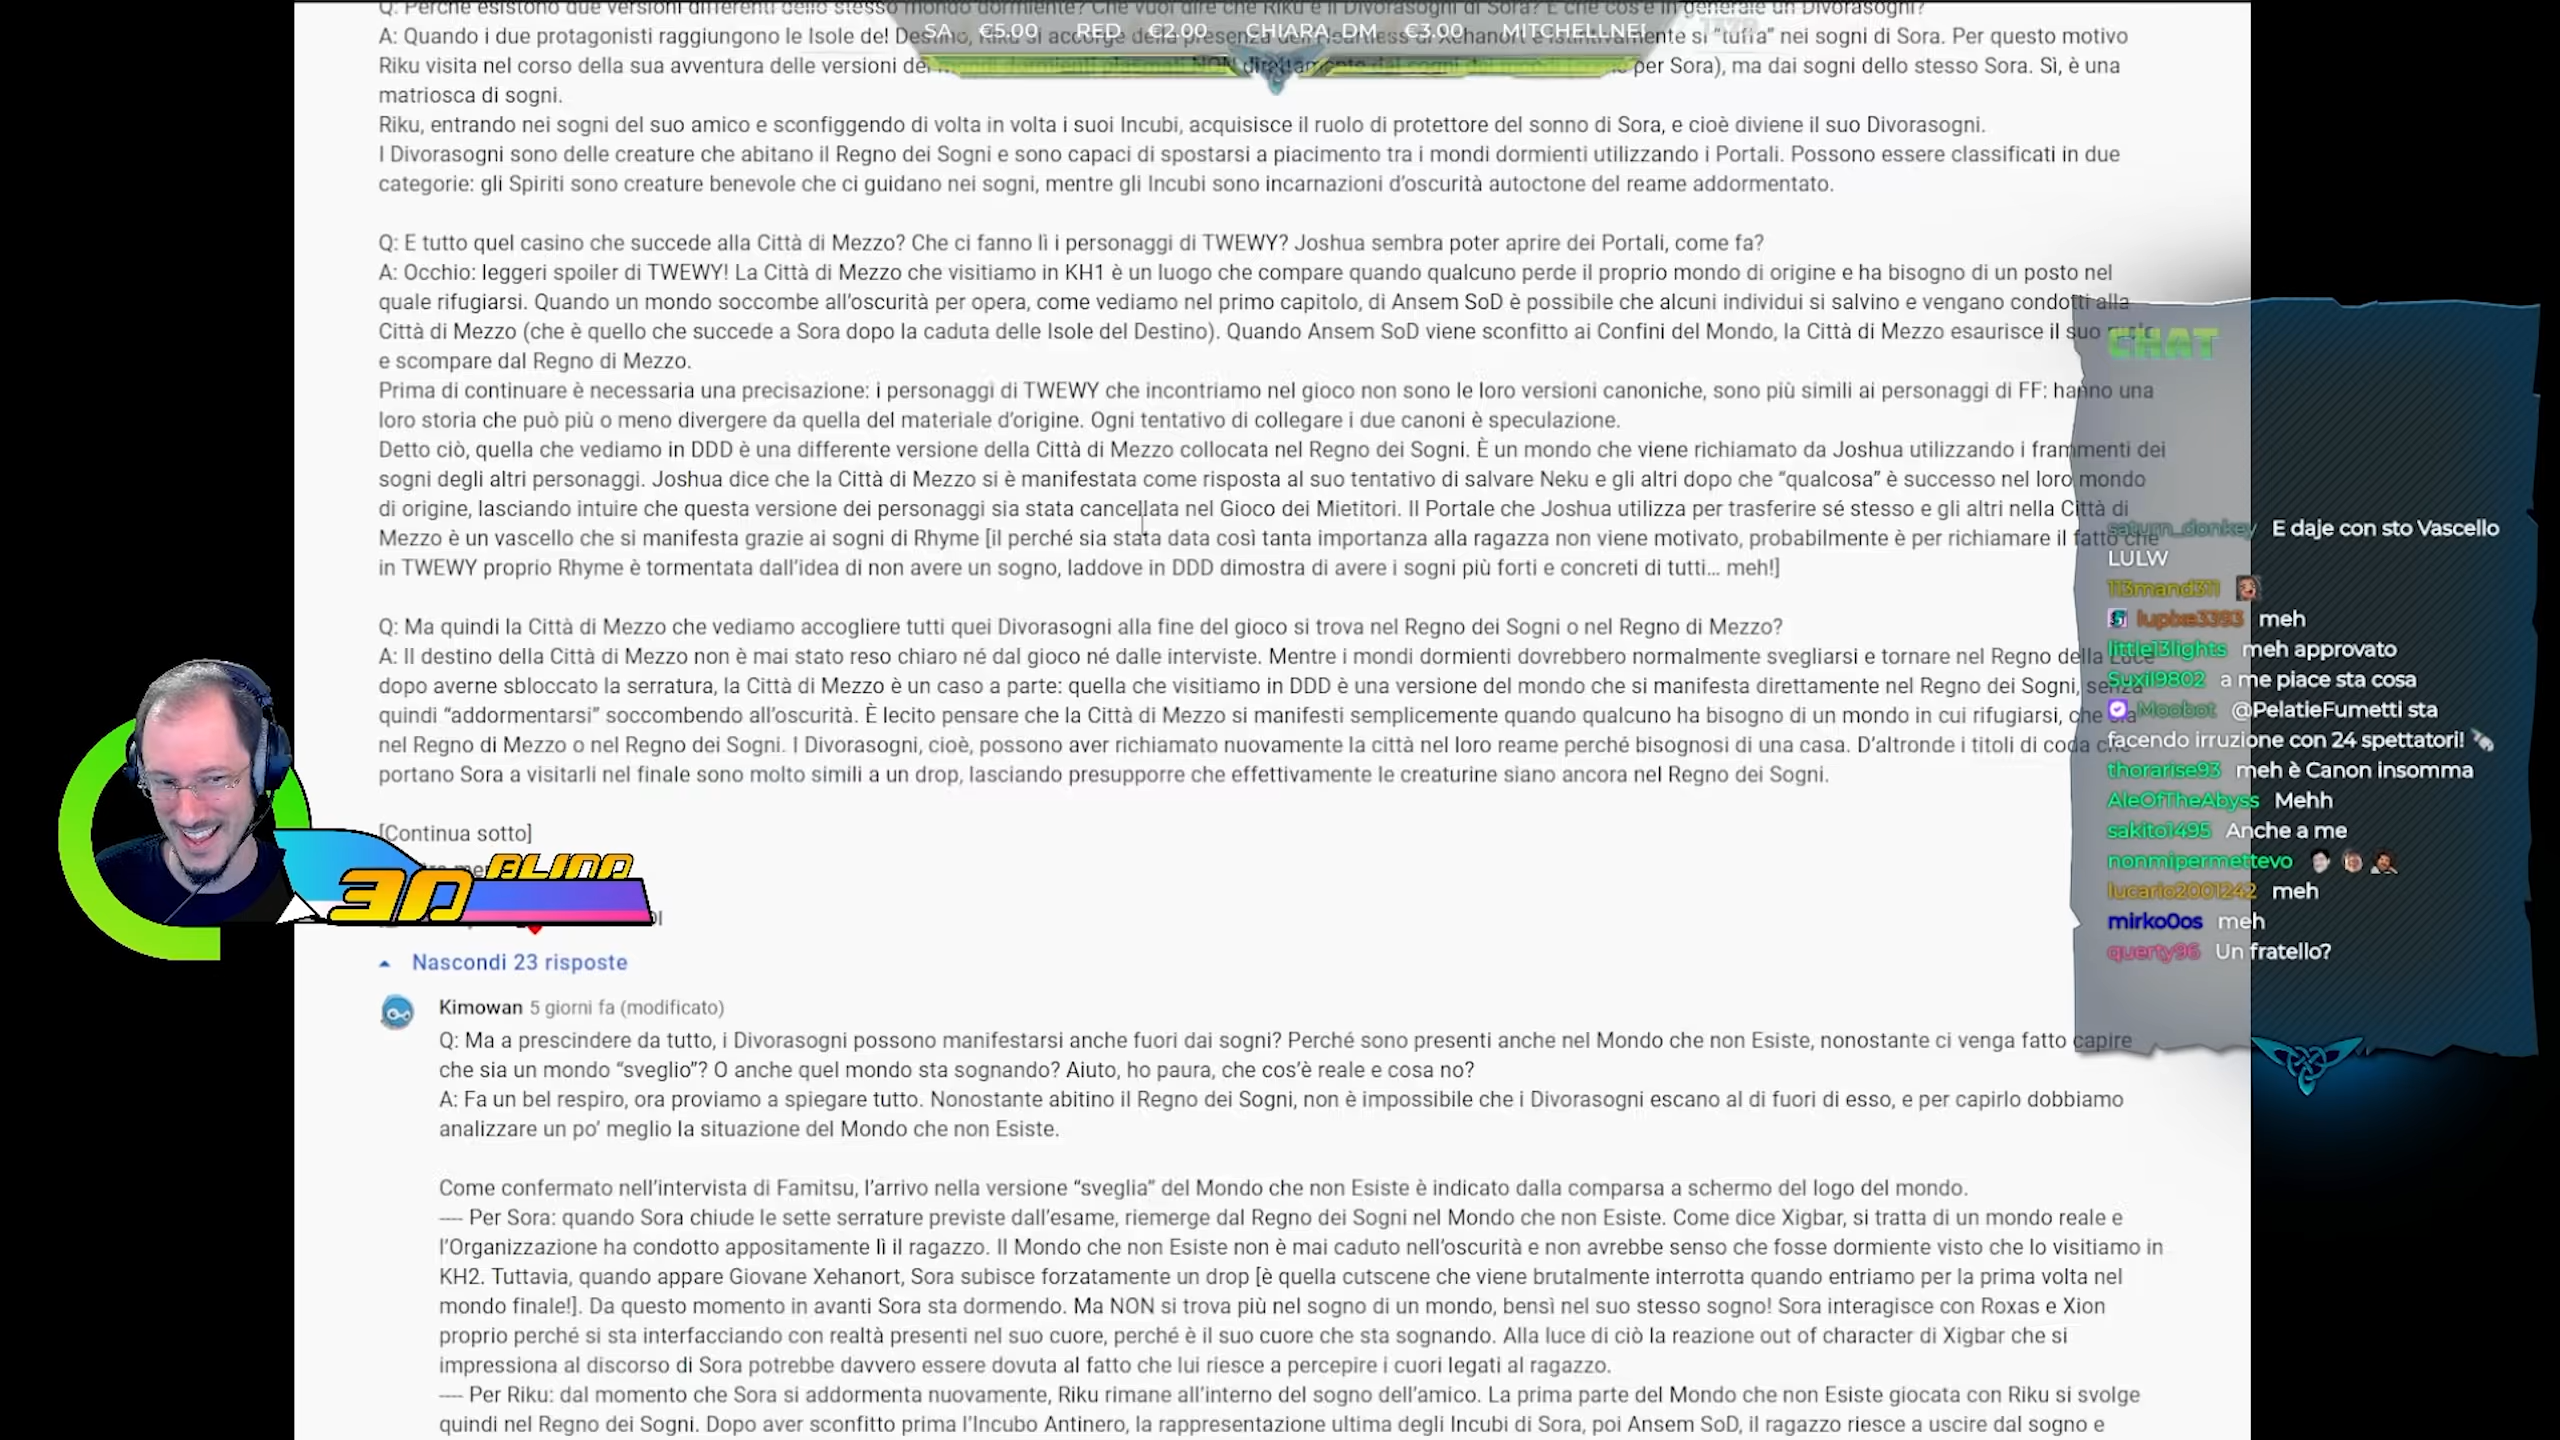 Q: Perché esistono due versioni differenti dello stesso mondo dormiente? Che vuol dire che Riku è il Divorasogni di Sora? E che cos'è in generale un Divorasogni?
SA €5.00 RED €2.00 CHIARA_DM €3.00 MITCHELLNEI
A: Quando i due protagonisti raggiungono le Isole del Destino, Riku si accorge della presenza dell'Heartless di Xehanort e istintivamente si “tuffa” nei sogni di Sora. Per questo motivo
Riku visita nel corso della sua avventura delle versioni dei mondi dormienti plasmati NON direttamente dai sogni dei mondi per Sora), ma dai sogni dello stesso Sora. Sì, è una
matriosca di sogni.
Riku, entrando nei sogni del suo amico e sconfiggendo di volta in volta i suoi Incubi, acquisisce il ruolo di protettore del sonno di Sora, e cioè diviene il suo Divorasogni.
I Divorasogni sono delle creature che abitano il Regno dei Sogni e sono capaci di spostarsi a piacimento tra i mondi dormienti utilizzando i Portali. Possono essere classificati in due
categorie: gli Spiriti sono creature benevole che ci guidano nei sogni, mentre gli Incubi sono incarnazioni d’oscurità autoctone del reame addormentato.
Q: E tutto quel casino che succede alla Città di Mezzo? Che ci fanno lì i personaggi di TWEWY? Joshua sembra poter aprire dei Portali, come fa?
A: Occhio: leggeri spoiler di TWEWY! La Città di Mezzo che visitiamo in KH1 è un luogo che compare quando qualcuno perde il proprio mondo di origine e ha bisogno di un posto nel
quale rifugiarsi. Quando un mondo soccombe all’oscurità per opera, come vediamo nel primo capitolo, di Ansem SoD è possibile che alcuni individui si salvino e vengano condotti alla
Città di Mezzo (che è quello che succede a Sora dopo la caduta delle Isole del Destino). Quando Ansem SoD viene sconfitto ai Confini del Mondo, la Città di Mezzo esaurisce il suo
e scompare dal Regno di Mezzo.
Prima di continuare è necessaria una precisazione: i personaggi di TWEWY che incontriamo nel gioco non sono le loro versioni canoniche, sono più simili ai personaggi di FF: hanno una
loro storia che può più o meno divergere da quella del materiale d’origine. Ogni tentativo di collegare i due canoni è speculazione.
Detto ciò, quella che vediamo in DDD è una differente versione della Città di Mezzo collocata nel Regno dei Sogni. È un mondo che viene richiamato da Joshua utilizzando i frammenti dei
sogni degli altri personaggi. Joshua dice che la Città di Mezzo si è manifestata come risposta al suo tentativo di salvare Neku e gli altri dopo che “qualcosa” è successo nel loro mondo
di origine, lasciando intuire che questa versione dei personaggi sia stata cancellata nel Gioco dei Mietitori. Il Portale che Joshua utilizza per trasferire sé stesso e gli altri nella Città di
Mezzo è un vascello che si manifesta grazie ai sogni di Rhyme [il perché sia stata data così tanta importanza alla ragazza non viene motivato, probabilmente è per richiamare il fatto che
in TWEWY proprio Rhyme è tormentata dall’idea di non avere un sogno, laddove in DDD dimostra di avere i sogni più forti e concreti di tutti… meh!]
Q: Ma quindi la Città di Mezzo che vediamo accogliere tutti quei Divorasogni alla fine del gioco si trova nel Regno dei Sogni o nel Regno di Mezzo?
A: Il destino della Città di Mezzo non è mai stato reso chiaro né dal gioco né dalle interviste. Mentre i mondi dormienti dovrebbero normalmente svegliarsi e tornare nel Regno della Luce
dopo averne sbloccato la serratura, la Città di Mezzo è un caso a parte: quella che visitiamo in DDD è una versione del mondo che si manifesta direttamente nel Regno dei Sogni, senza
quindi “addormentarsi” soccombendo all’oscurità. È lecito pensare che la Città di Mezzo si manifesti semplicemente quando qualcuno ha bisogno di un mondo in cui rifugiarsi, che sia
nel Regno di Mezzo o nel Regno dei Sogni. I Divorasogni, cioè, possono aver richiamato nuovamente la città nel loro reame perché bisognosi di una casa. D’altronde i titoli di coda che
portano Sora a visitarli nel finale sono molto simili a un drop, lasciando presupporre che effettivamente le creaturine siano ancora nel Regno dei Sogni.
[Continua sotto]
3D BLIND
Nascondi 23 risposte
Kimowan 5 giorni fa (modificato)
Q: Ma a prescindere da tutto, i Divorasogni possono manifestarsi anche fuori dai sogni? Perché sono presenti anche nel Mondo che non Esiste, nonostante ci venga fatto capire
che sia un mondo “sveglio”? O anche quel mondo sta sognando? Aiuto, ho paura, che cos’è reale e cosa no?
A: Fa un bel respiro, ora proviamo a spiegare tutto. Nonostante abitino il Regno dei Sogni, non è impossibile che i Divorasogni escano al di fuori di esso, e per capirlo dobbiamo
analizzare un po’ meglio la situazione del Mondo che non Esiste.
Come confermato nell’intervista di Famitsu, l’arrivo nella versione “sveglia” del Mondo che non Esiste è indicato dalla comparsa a schermo del logo del mondo.
–– Per Sora: quando Sora chiude le sette serrature previste dall’esame, riemerge dal Regno dei Sogni nel Mondo che non Esiste. Come dice Xigbar, si tratta di un mondo reale e
l’Organizzazione ha condotto appositamente lì il ragazzo. Il Mondo che non Esiste non è mai caduto nell’oscurità e non avrebbe senso che fosse dormiente visto che lo visitiamo in
KH2. Tuttavia, quando appare Giovane Xehanort, Sora subisce forzatamente un drop [è quella cutscene che viene brutalmente interrotta quando entriamo per la prima volta nel
mondo finale!]. Da questo momento in avanti Sora sta dormendo. Ma NON si trova più nel sogno di un mondo, bensì nel suo stesso sogno! Sora interagisce con Roxas e Xion
proprio perché si sta interfacciando con realtà presenti nel suo cuore, perché è il suo cuore che sta sognando. Alla luce di ciò la reazione out of character di Xigbar che si
impressiona al discorso di Sora potrebbe davvero essere dovuta al fatto che lui riesce a percepire i cuori legati al ragazzo.
–– Per Riku: dal momento che Sora si addormenta nuovamente, Riku rimane all’interno del sogno dell’amico. La prima parte del Mondo che non Esiste giocata con Riku si svolge
quindi nel Regno dei Sogni. Dopo aver sconfitto prima l’Incubo Antinero, la rappresentazione ultima degli Incubi di Sora, poi Ansem SoD, il ragazzo riesce a uscire dal sogno e
CHAT
saturn_donkey E daje con sto Vascello
LULW
113mand311
lupixe3393 meh
little13lights meh approvato
Suxil9802 a me piace sta cosa
Moobot @PelatieFumetti sta
facendo irruzione con 24 spettatori!
thorarise93 meh è Canon insomma
AleOfTheAbyss Mehh
sakito1495 Anche a me
nonmipermettevo
lucario2001242 meh
mirko0os meh
querty96 Un fratello?